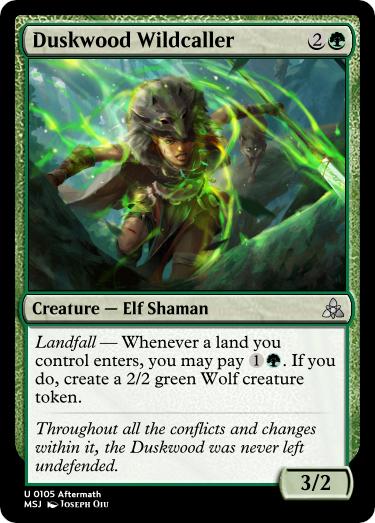 Duskwood Wildcaller 2
Creature — Elf Shaman
Landfall — Whenever a land you
control enters, you may pay 1 . If you
do, create a 2/2 green Wolf creature
token.
Throughout all the conflicts and changes
within it, the Duskwood was never left
undefended.
3/2
U 0105 Aftermath
MSJ Joseph Qiu